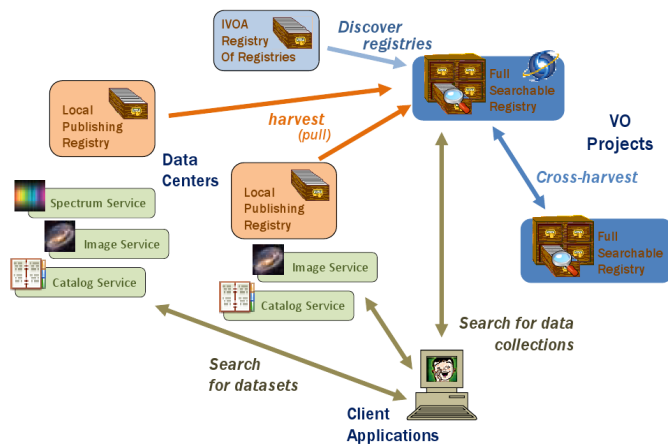 IVOA
Registry
Of Registries
Discover
registries
Full
Searchable
Registry
Local
Publishing
Registry
harvest
(pull)
VO
Projects
Data
Centers
Local
Publishing
Registry
Cross-harvest
Spectrum Service
Image Service
Catalog Service
Image Service
Catalog Service
Full
Searchable
Registry
Search for data
collections
Search
for datasets
Client
Applications